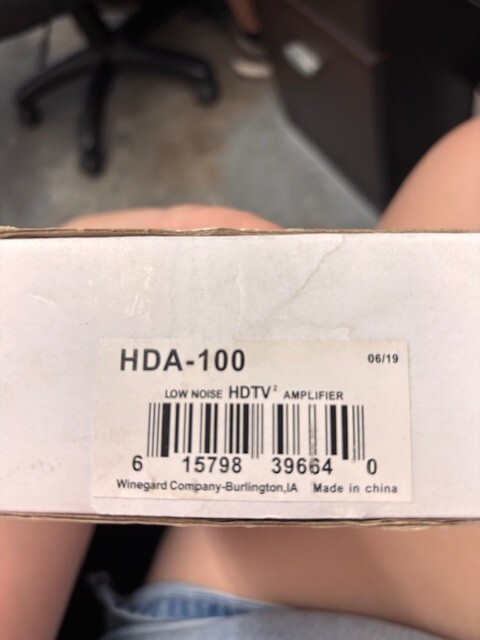 HDA-100 06/19
LOW NOISE HDTV² AMPLIFIER
6 15798 39664 0
Winegard Company-Burlington,IA Made in china